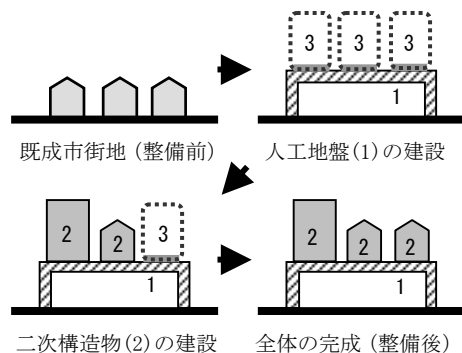 3 3 3
1
既成市街地(整備前) 人工地盤(1)の建設
2 2 3
1
2 2 2
1
二次構造物(2)の建設 全体の完成(整備後)